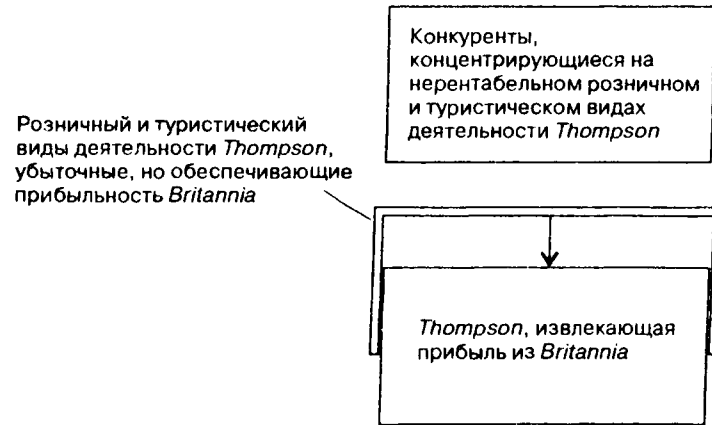 Конкуренты,
концентрирующиеся на
нерентабельном розничном
и туристическом видах
деятельности Thompson
Розничный и туристический
виды деятельности Thompson,
убыточные, но обеспечивающие
прибыльность Britannia
Thompson, извлекающая
прибыль из Britannia